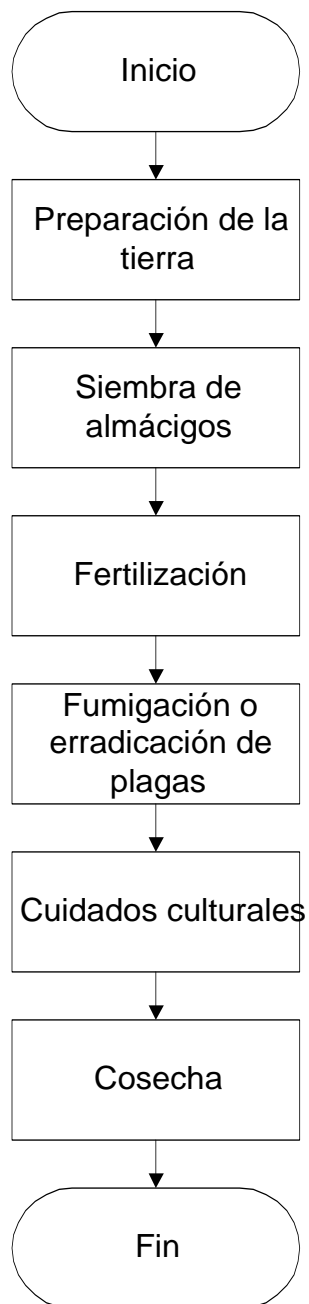 Inicio
Preparación de la
tierra
Siembra de
almácigos
Fertilización
Fumigación o
erradicación de
plagas
Cuidados culturales
Cosecha
Fin